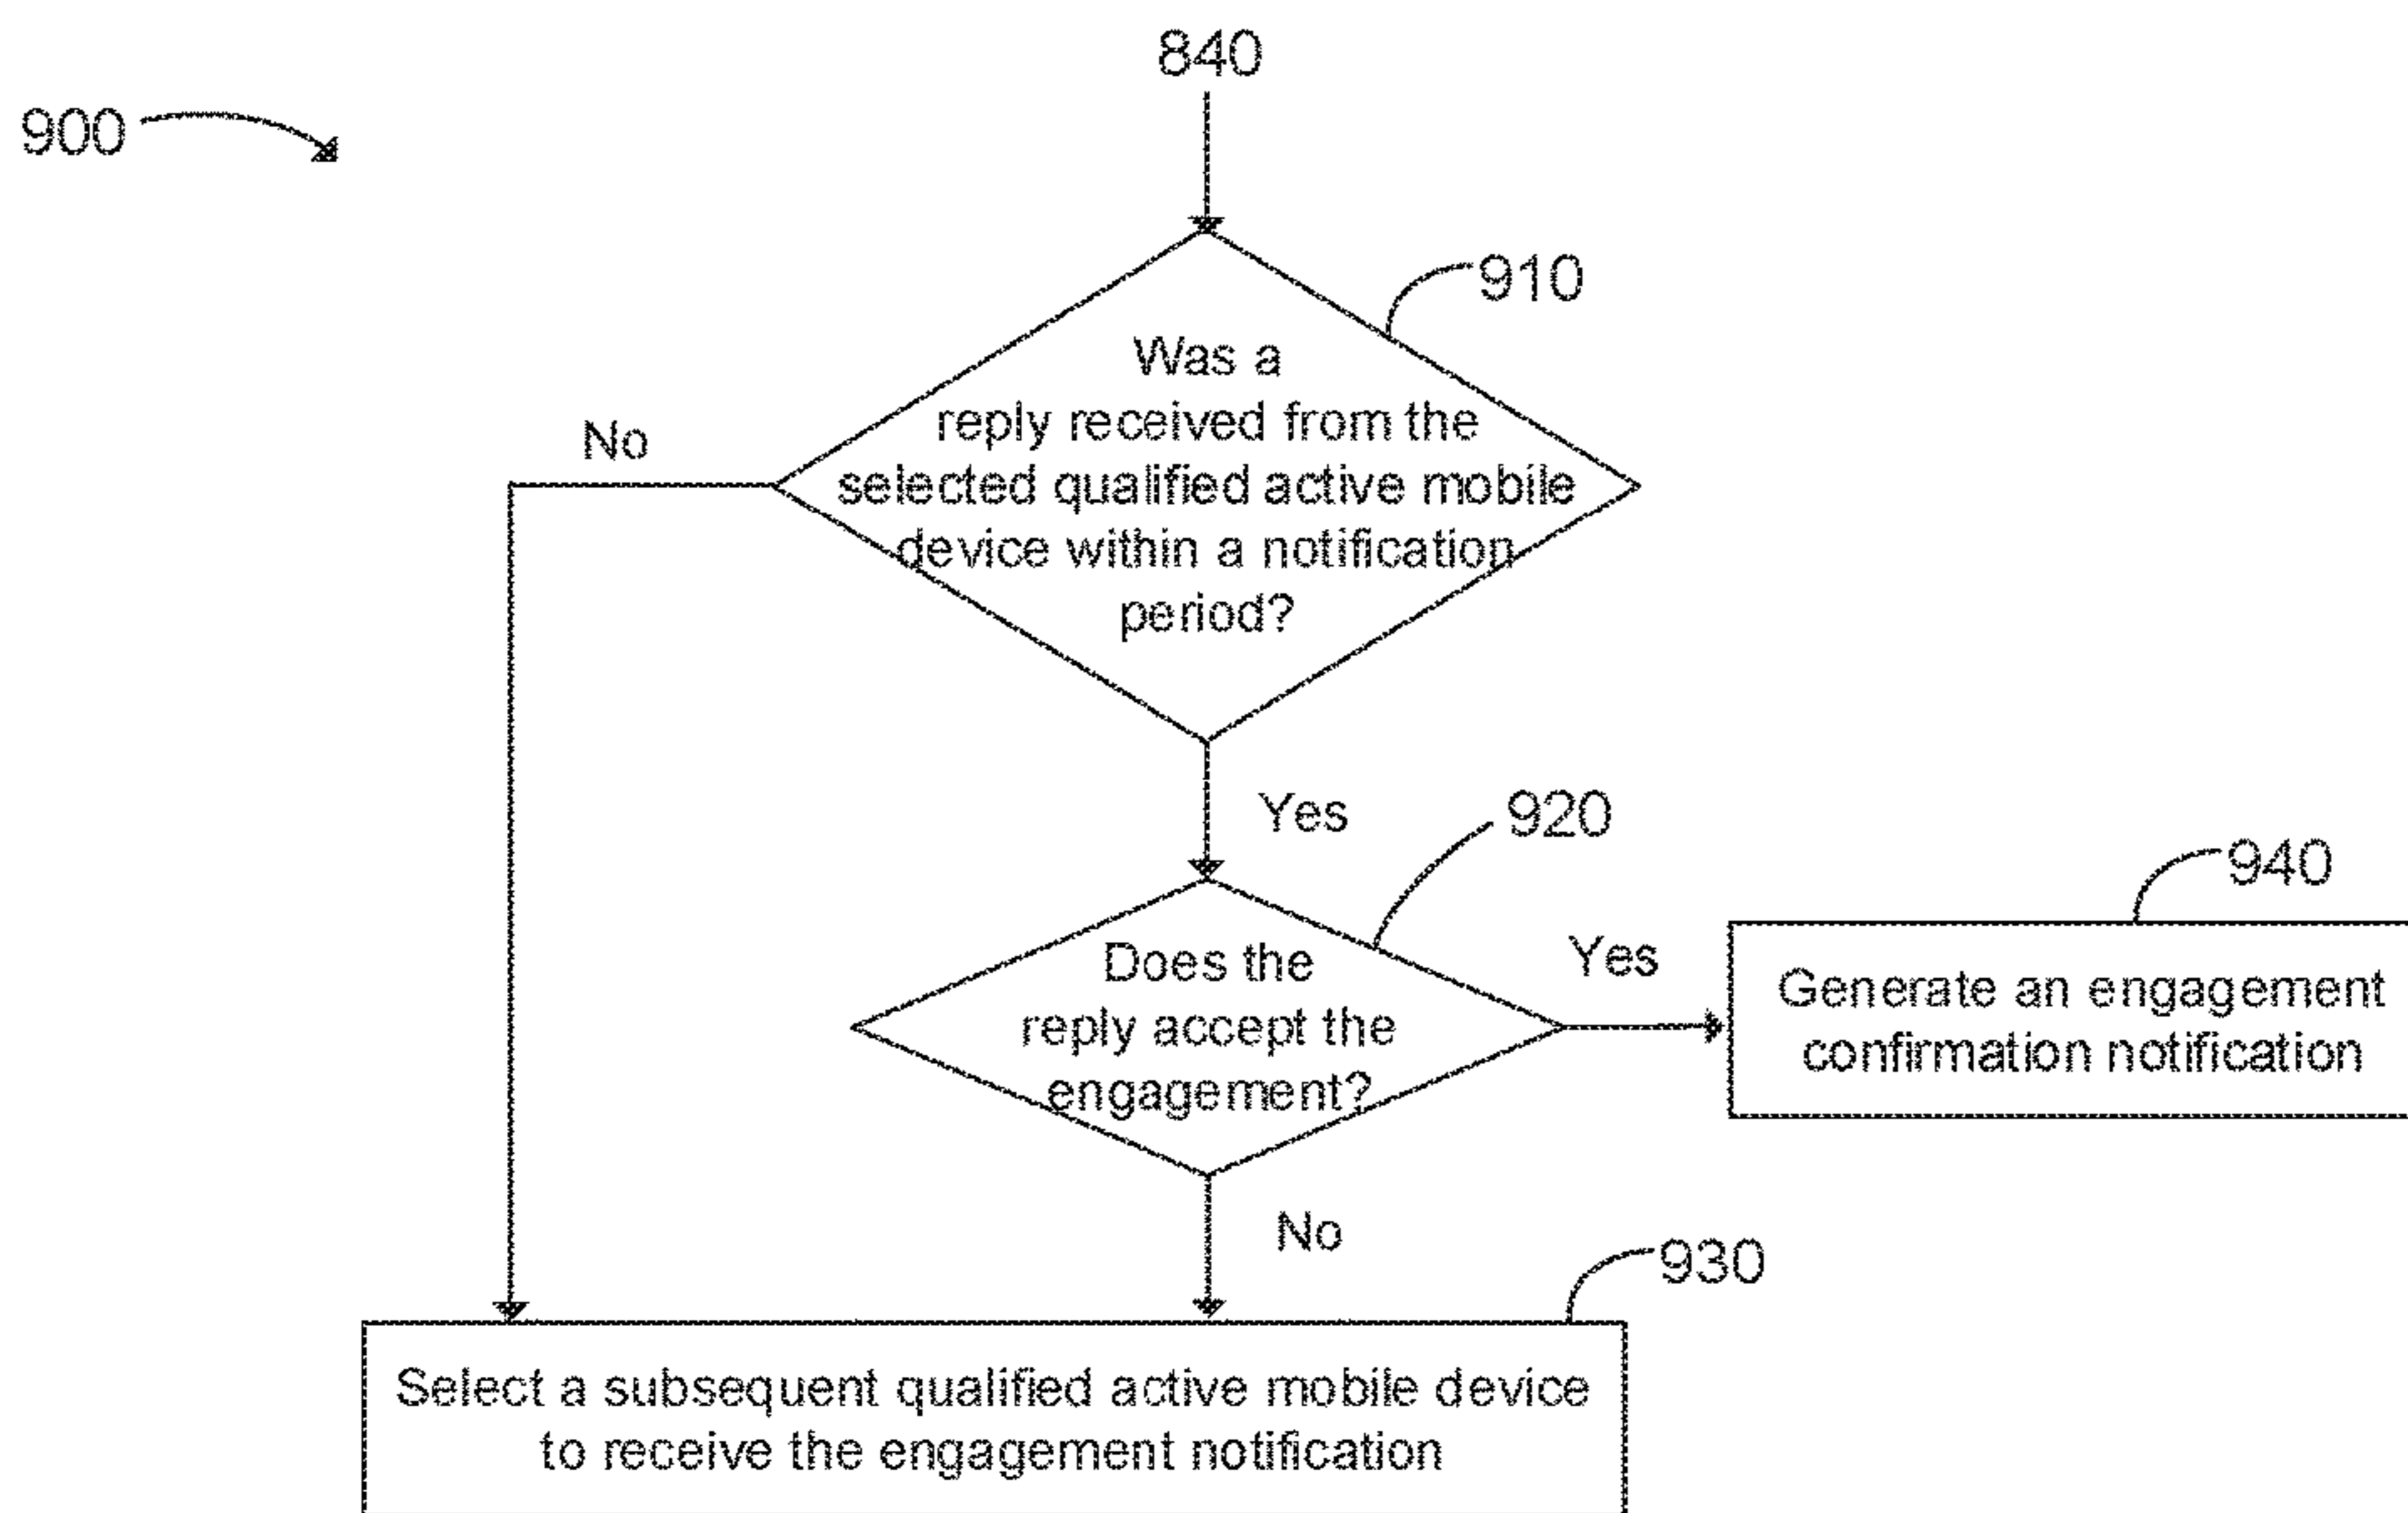 840
900
910
Was a
reply received from the
selected qualified active mobile
device within a notification
period?
No
Yes
920
940
Does the
reply accept the
engagement?
Yes
Generate an engagement
confirmation notification
No
930
Select a subsequent qualified active mobile device
to receive the engagement notification